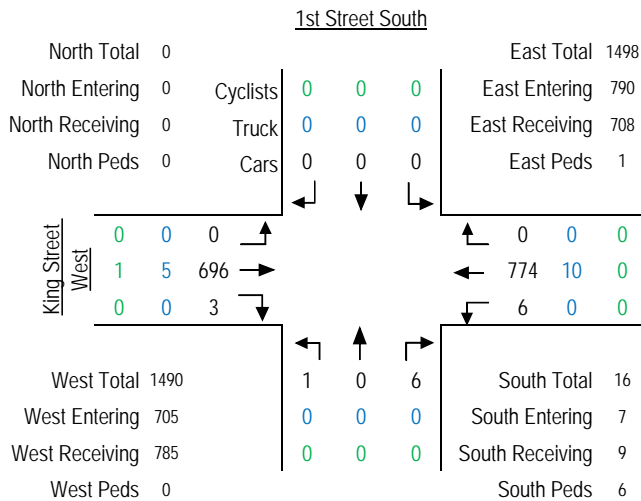 1st Street South
North Total 0
East Total 1498
North Entering 0
Cyclists 0 0 0
East Entering 790
North Receiving 0
Truck 0 0 0
East Receiving 708
North Peds 0
Cars 0 0 0
East Peds 1
King Street
West
0 0 0
0 0 0
1 5 696
774 10 0
0 0 3
6 0 0
West Total 1490
1 0 6
South Total 16
West Entering 705
0 0 0
South Entering 7
West Receiving 785
0 0 0
South Receiving 9
West Peds 0
South Peds 6